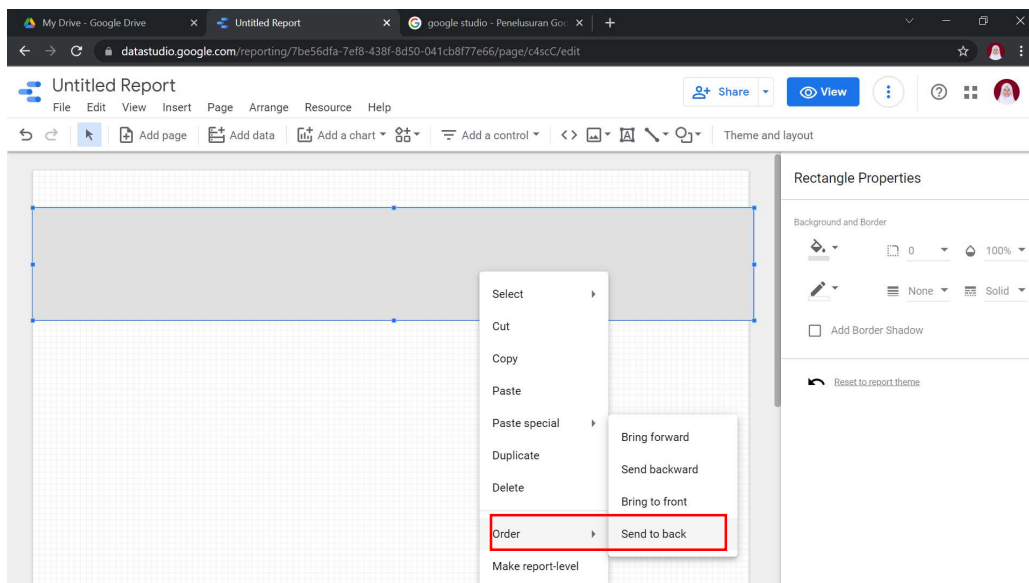 My Drive - Google Drive
Untitled Report
google studio - Penelusuran Goo
datastudio.google.com/reporting/7be56dfa-7ef8-438f-8d50-041cb8f77e66/page/c4scC/edit
Untitled Report
File Edit View Insert Page Arrange Resource Help
Share
View
Add page Add data Add a chart Add a control Theme and layout
Rectangle Properties
Background and Border
0 100%
None Solid
Add Border Shadow
Reset to report theme
Select
Cut
Copy
Paste
Paste special
Duplicate
Delete
Order
Make report-level
Bring forward
Send backward
Bring to front
Send to back